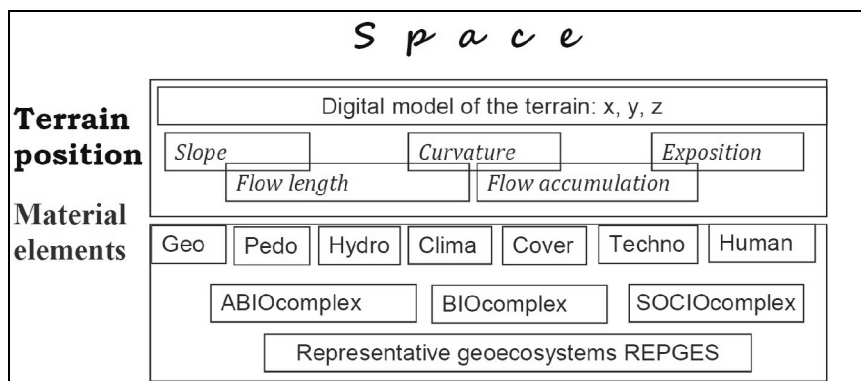 Space
Terrain position
Digital model of the terrain: x, y, z
Slope Curvature Exposition
Flow length Flow accumulation
Material elements
Geo Pedo Hydro Clima Cover Techno Human
ABIOcomplex BIOcomplex SOCIOcomplex
Representative geoecosystems REPGES